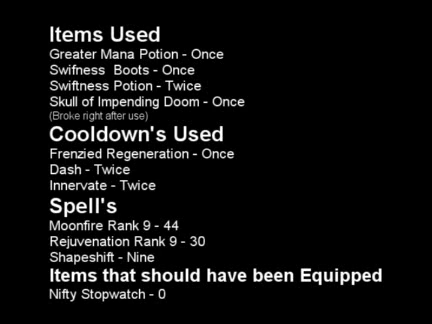 Items Used
Greater Mana Potion - Once
Swifness Boots - Once
Swiftness Potion - Twice
Skull of Impending Doom - Once
(Broke right after use)
Cooldown's Used
Frenzied Regeneration - Once
Dash - Twice
Innervate - Twice
Spell's
Moonfire Rank 9 - 44
Rejuvenation Rank 9 - 30
Shapeshift - Nine
Items that should have been Equipped
Nifty Stopwatch - 0